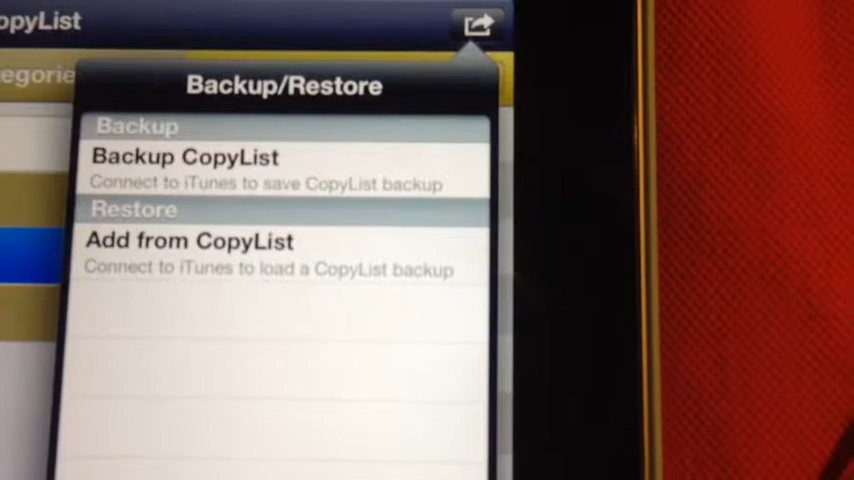 opyList
egorie
Backup/Restore
Backup
Backup CopyList
Connect to iTunes to save CopyList backup
Restore
Add from CopyList
Connect to iTunes to load a CopyList backup